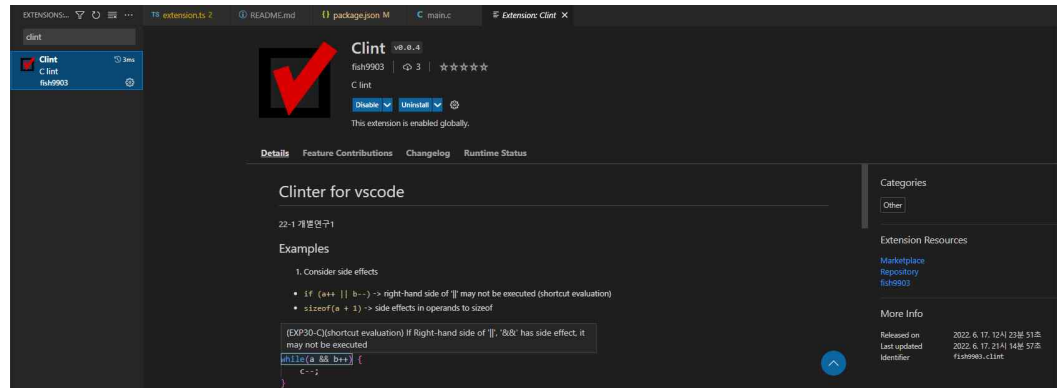 EXTENSIONS:...
TS extension.ts 2
README.md
{} package.json M
C main.c
Extension: Clint
clint
Clint
3ms
C lint
fish9903
Clint v0.0.4
fish9903 3
C lint
Disable Uninstall
This extension is enabled globally.
Details Feature Contributions Changelog Runtime Status
Clinter for vscode
22-1 개별연구1
Examples
1. Consider side effects
• if (a++ || b--) -> right-hand side of '||' may not be executed (shortcut evaluation)
• sizeof(a + 1) -> side effects in operands to sizeof
(EXP30-C)(shortcut evaluation) If Right-hand side of '||', '&&' has side effect, it
may not be executed
while(a && b++) {
c--;
}
Categories
Other
Extension Resources
Marketplace
Repository
fish9903
More Info
Released on 2022. 6. 17. 12시 23분 51초
Last updated 2022. 6. 17. 21시 14분 57초
Identifier fish9903.clint